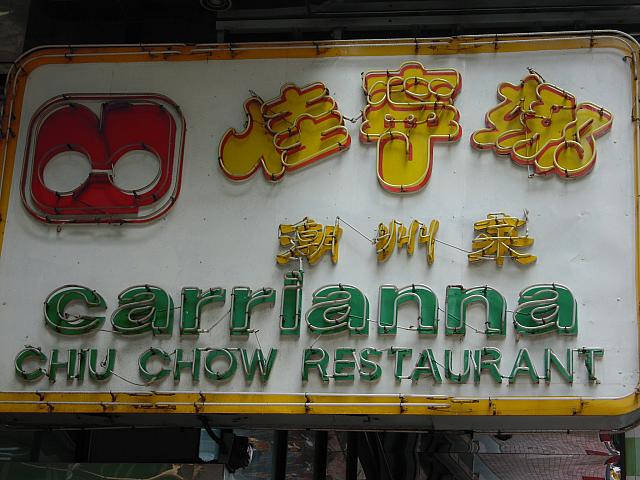 佳寧娜
潮州菜
carrianna
CHIU CHOW RESTAURANT